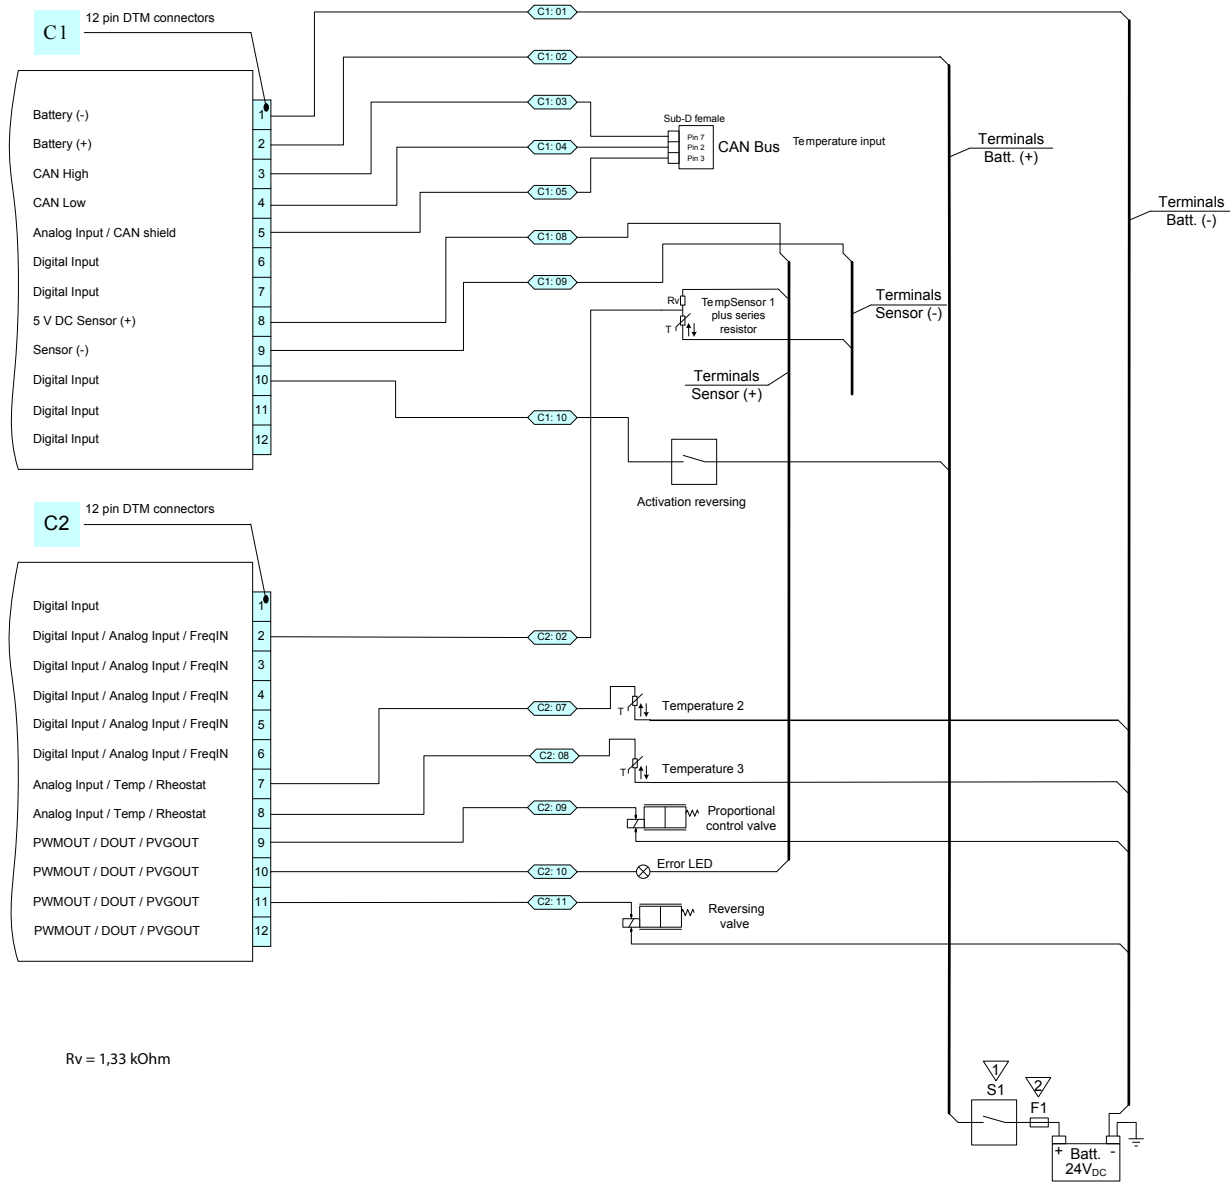 C1
12 pin DTM connectors
Battery (-)
1
C1: 01
Battery (+)
2
C1: 02
CAN High
3
C1: 03
CAN Low
4
C1: 04
Analog Input / CAN shield
5
C1: 05
Digital Input
6
Digital Input
7
5 V DC Sensor (+)
8
C1: 08
Sensor (-)
9
C1: 09
Digital Input
10
C1: 10
Digital Input
11
Digital Input
12
Sub-D female
Pin 7
Pin 2
Pin 3
CAN Bus
Temperature input
Terminals
Batt. (+)
Terminals
Batt. (-)
Terminals
Sensor (-)
Rv
T
TempSensor 1
plus series
resistor
Terminals
Sensor (+)
Activation reversing
C2
12 pin DTM connectors
Digital Input
1
Digital Input / Analog Input / FreqIN
2
C2: 02
Digital Input / Analog Input / FreqIN
3
Digital Input / Analog Input / FreqIN
4
Digital Input / Analog Input / FreqIN
5
Digital Input / Analog Input / FreqIN
6
Analog Input / Temp / Rheostat
7
C2: 07
T
Temperature 2
Analog Input / Temp / Rheostat
8
C2: 08
T
Temperature 3
PWMOUT / DOUT / PVGOUT
9
C2: 09
Proportional
control valve
PWMOUT / DOUT / PVGOUT
10
C2: 10
Error LED
PWMOUT / DOUT / PVGOUT
11
C2: 11
Reversing
valve
PWMOUT / DOUT / PVGOUT
12
Rv = 1,33 kOhm
1
S1
2
F1
+ Batt. -
24VDC